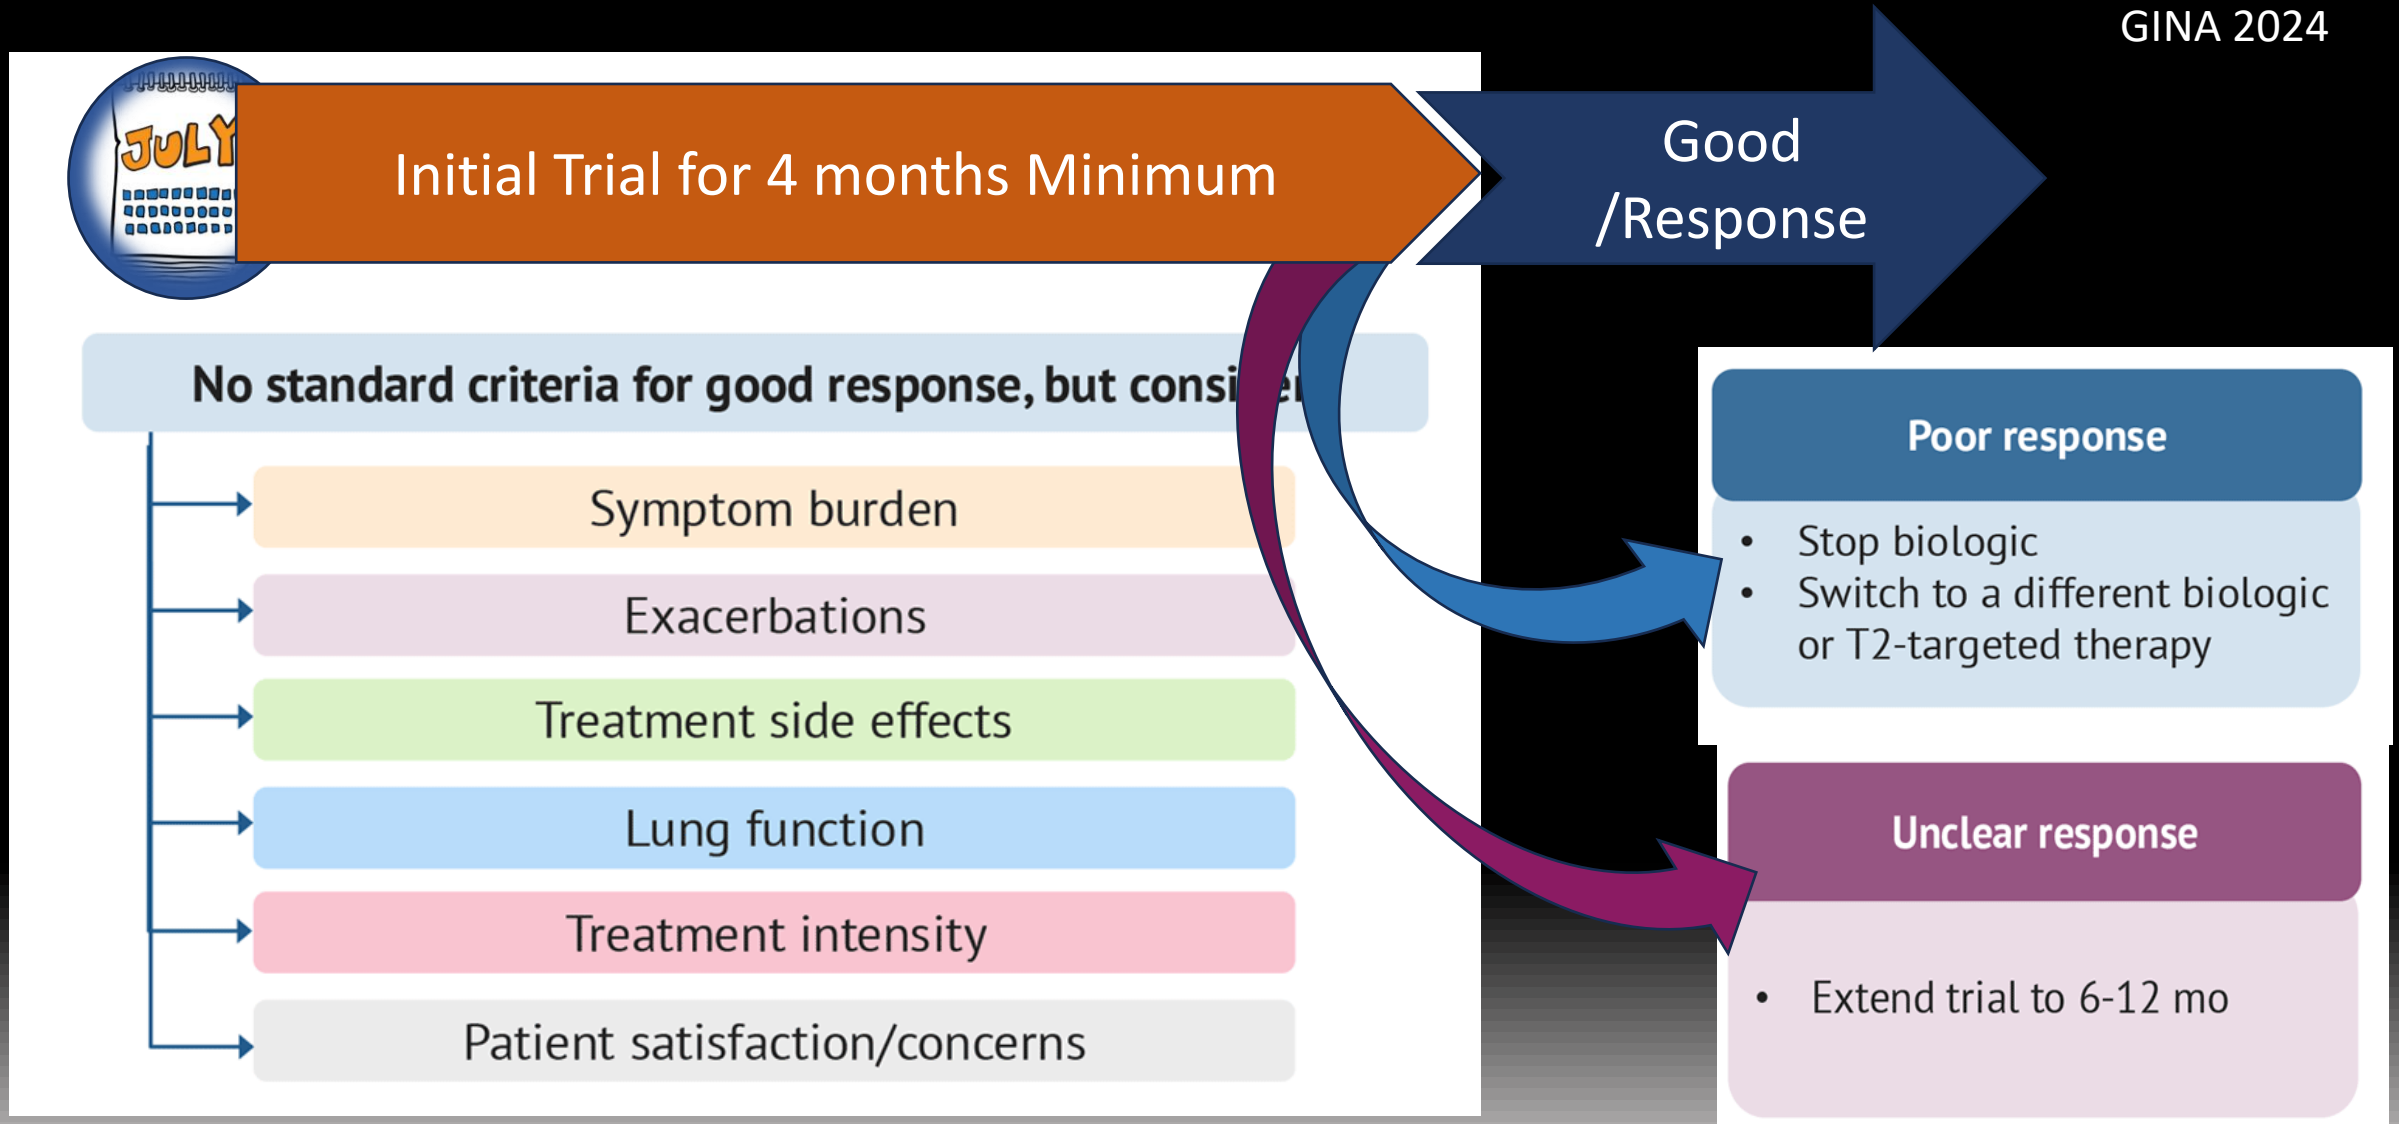 GINA 2024
JULY
Initial Trial for 4 months Minimum
Good
/Response
No standard criteria for good response, but consider
Symptom burden
Exacerbations
Treatment side effects
Lung function
Treatment intensity
Patient satisfaction/concerns
Poor response
• Stop biologic
• Switch to a different biologic
or T2-targeted therapy
Unclear response
• Extend trial to 6-12 mo